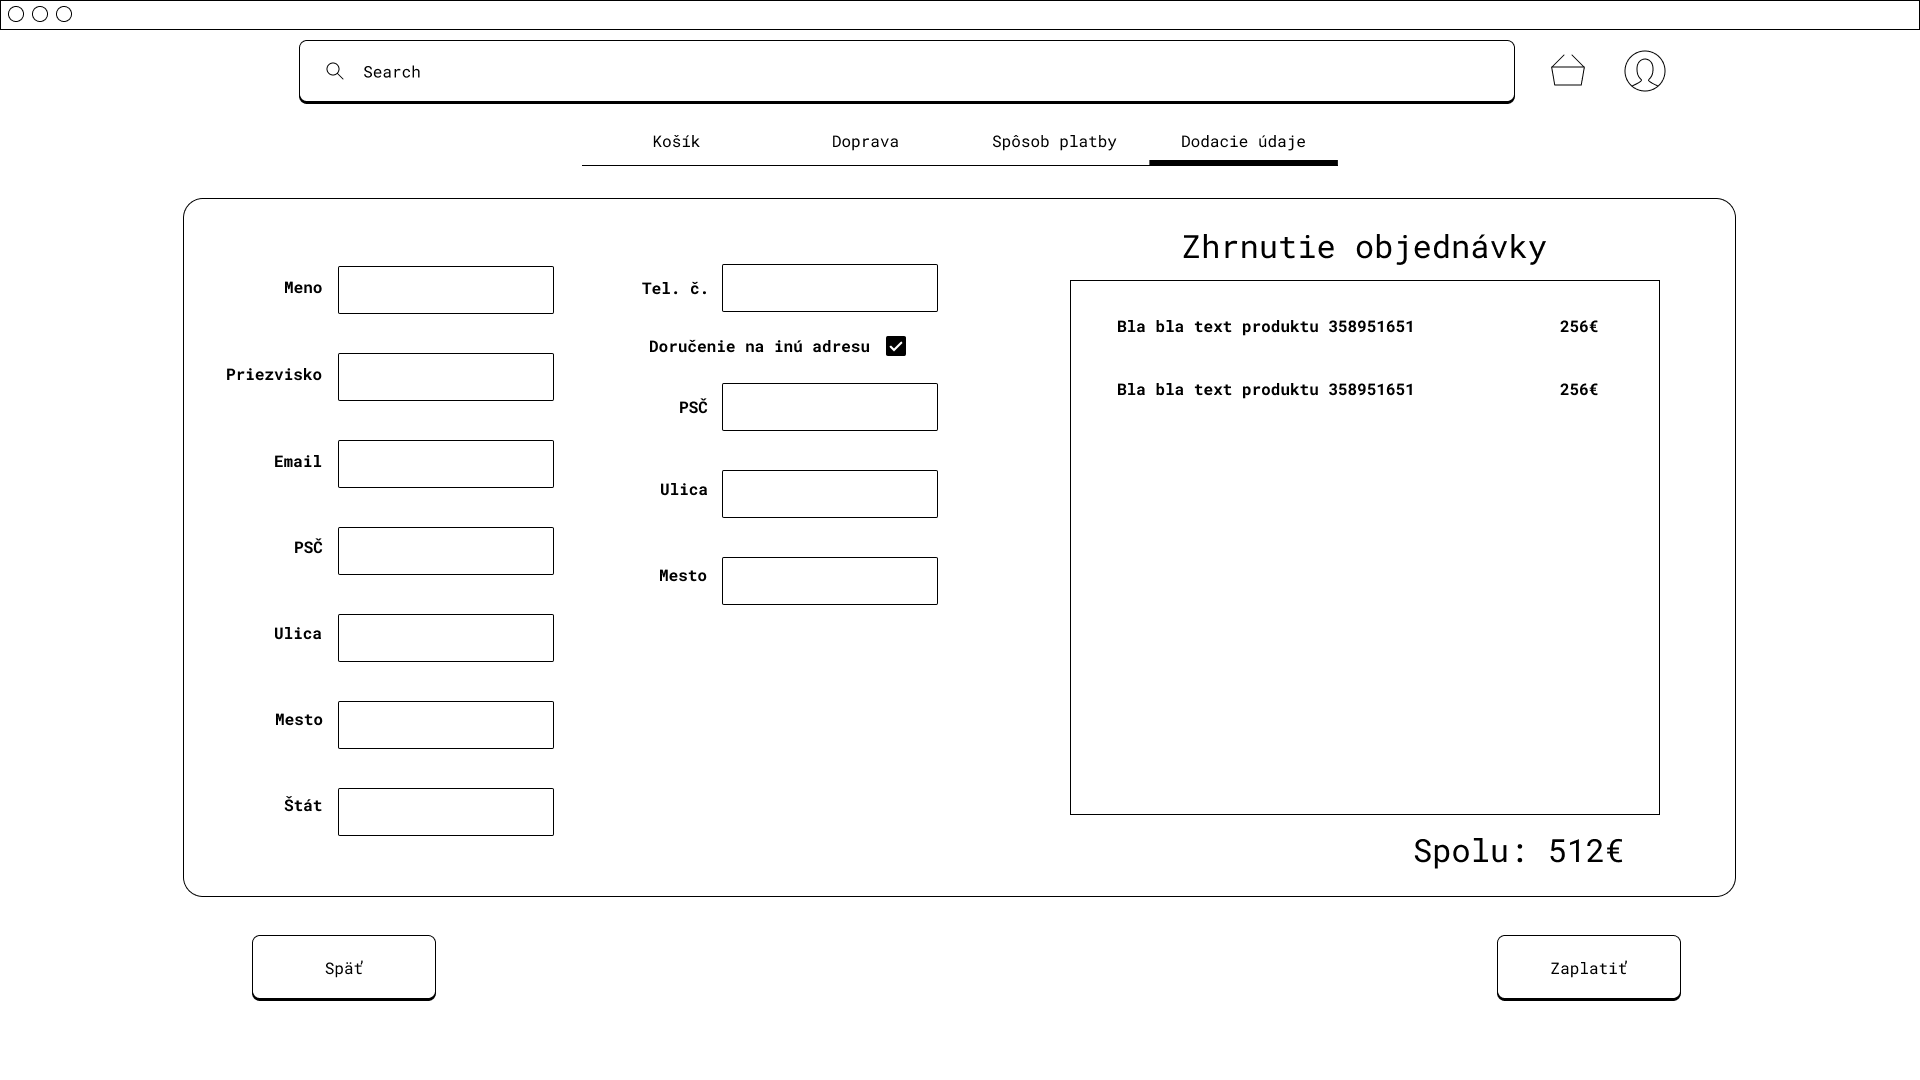 Search
Košík
Doprava
Spôsob platby
Dodacie údaje
Meno
Priezvisko
Email
PSČ
Ulica
Mesto
Štát
Tel. č.
Doručenie na inú adresu
PSČ
Ulica
Mesto
Zhrnutie objednávky
Bla bla text produktu 358951651 256€
Bla bla text produktu 358951651 256€
Spolu: 512€
Späť
Zaplatiť